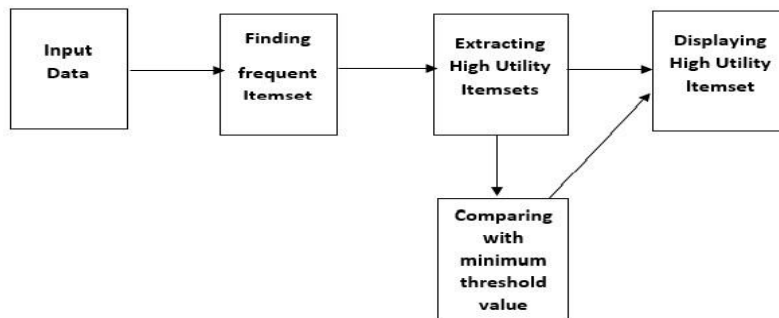 Input
Data
Finding
frequent
Itemset
Extracting
High Utility
Itemsets
Displaying
High Utility
Itemset
Comparing
with
minimum
threshold
value